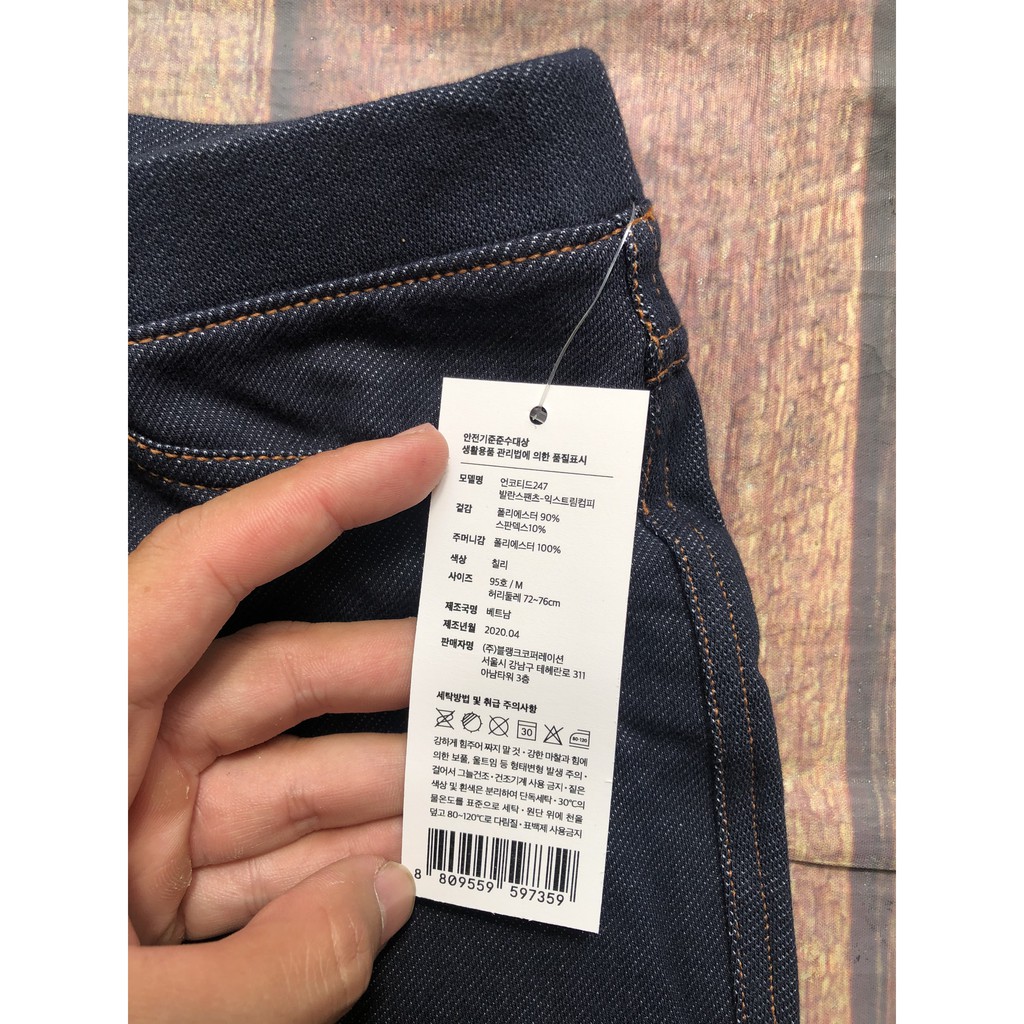 안전기준준수대상
생활용품 관리법에 의한 품질표시
모델명 언코티드247
발란스팬츠-익스트림컴피
겉감 폴리에스터 90%
스판덱스10%
주머니감 폴리에스터 100%
색상 칠리
사이즈 95호 / M
허리둘레 72~76cm
제조국명 베트남
제조년월 2020.04
판매자명 (주)블랭크코퍼레이션
서울시 강남구 테헤란로 311
아남타워 3층
세탁방법 및 취급 주의사항
30
80-120
강하게 힘주어 짜지 말 것 · 강한 마찰과 힘에
의한 보풀, 올트임 등 형태변형 발생 주의 ·
걸어서 그늘건조 · 건조기계 사용 금지 · 짙은
색상 및 흰색은 분리하여 단독세탁 · 30℃의
물온도를 표준으로 세탁 · 원단 위에 천을
덮고 80~120℃로 다림질 · 표백제 사용금지
8 809559 597359